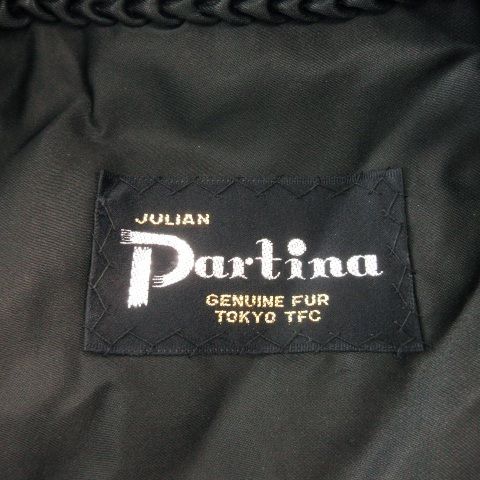 JULIAN
Partina
GENUINE FUR
TOKYO TFC